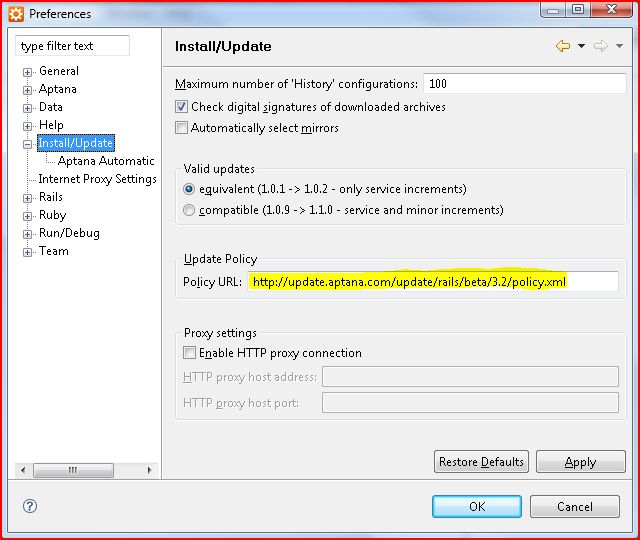 Preferences
type filter text
General
Aptana
Data
Help
Install/Update
Aptana Automatic
Internet Proxy Settings
Rails
Ruby
Run/Debug
Team
Install/Update
Maximum number of 'History' configurations: 100
Check digital signatures of downloaded archives
Automatically select mirrors
Valid updates
equivalent (1.0.1 -> 1.0.2 - only service increments)
compatible (1.0.9 -> 1.1.0 - service and minor increments)
Update Policy
Policy URL: http://update.aptana.com/update/rails/beta/3.2/policy.xml
Proxy settings
Enable HTTP proxy connection
HTTP proxy host address:
HTTP proxy host port:
Restore Defaults Apply
? OK Cancel